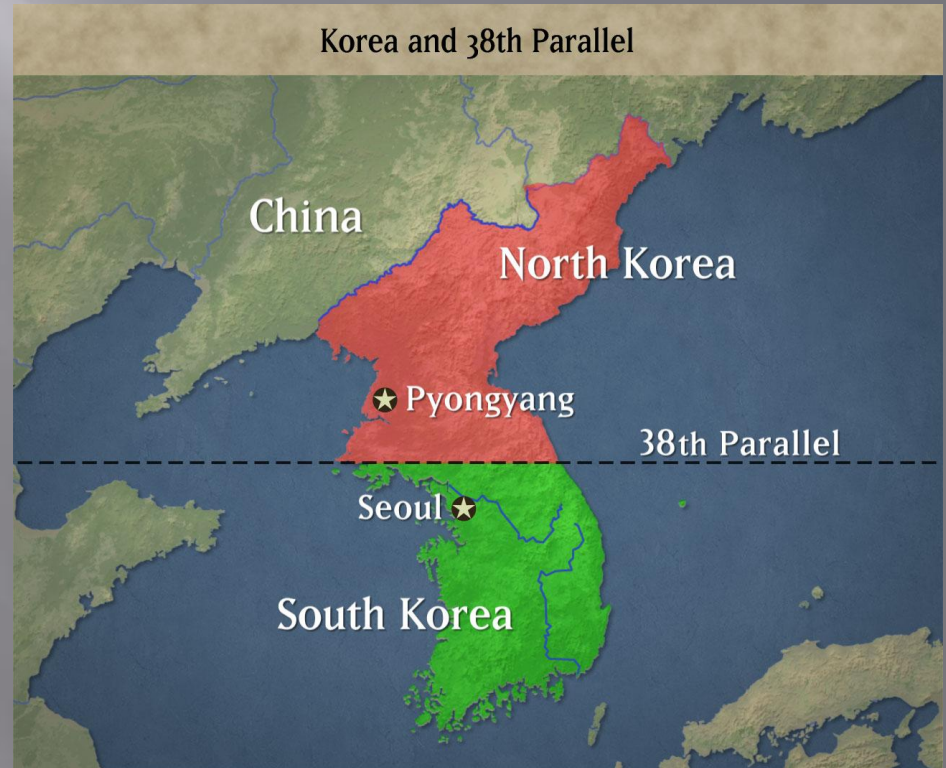 Korea and 38th Parallel
China
North Korea
Pyongyang
38th Parallel
Seoul
South Korea